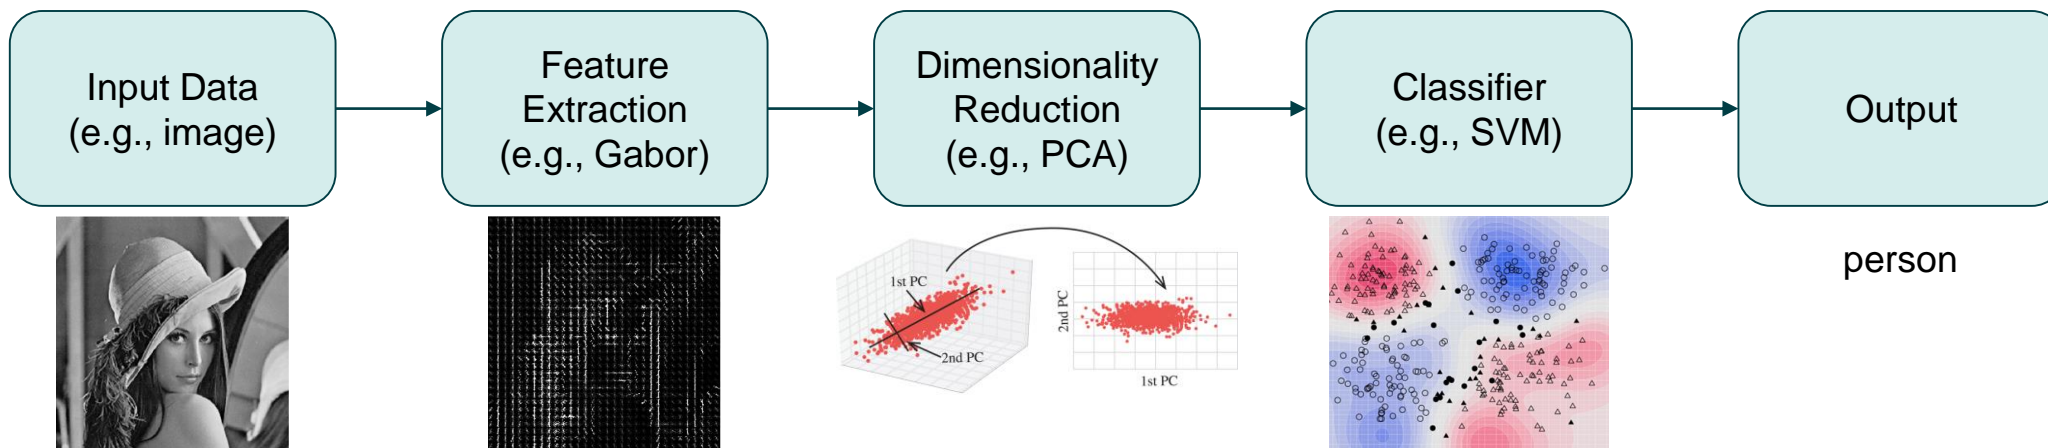 Input Data
(e.g., image)
Feature
Extraction
(e.g., Gabor)
Dimensionality
Reduction
(e.g., PCA)
Classifier
(e.g., SVM)
Output
1st PC
2nd PC
2nd PC
1st PC
person